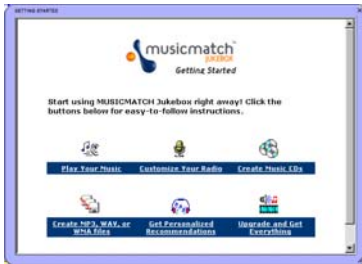 GETTING STARTED
musicmatch
JUKEBOX
Getting Started
Start using MUSICMATCH Jukebox right away! Click the
buttons below for easy-to-follow instructions.
Play Your Music Customize Your Radio Create Music CDs
Create MP3, WAV, or Get Personalized Upgrade and Get
WMA files Recommendations Everything